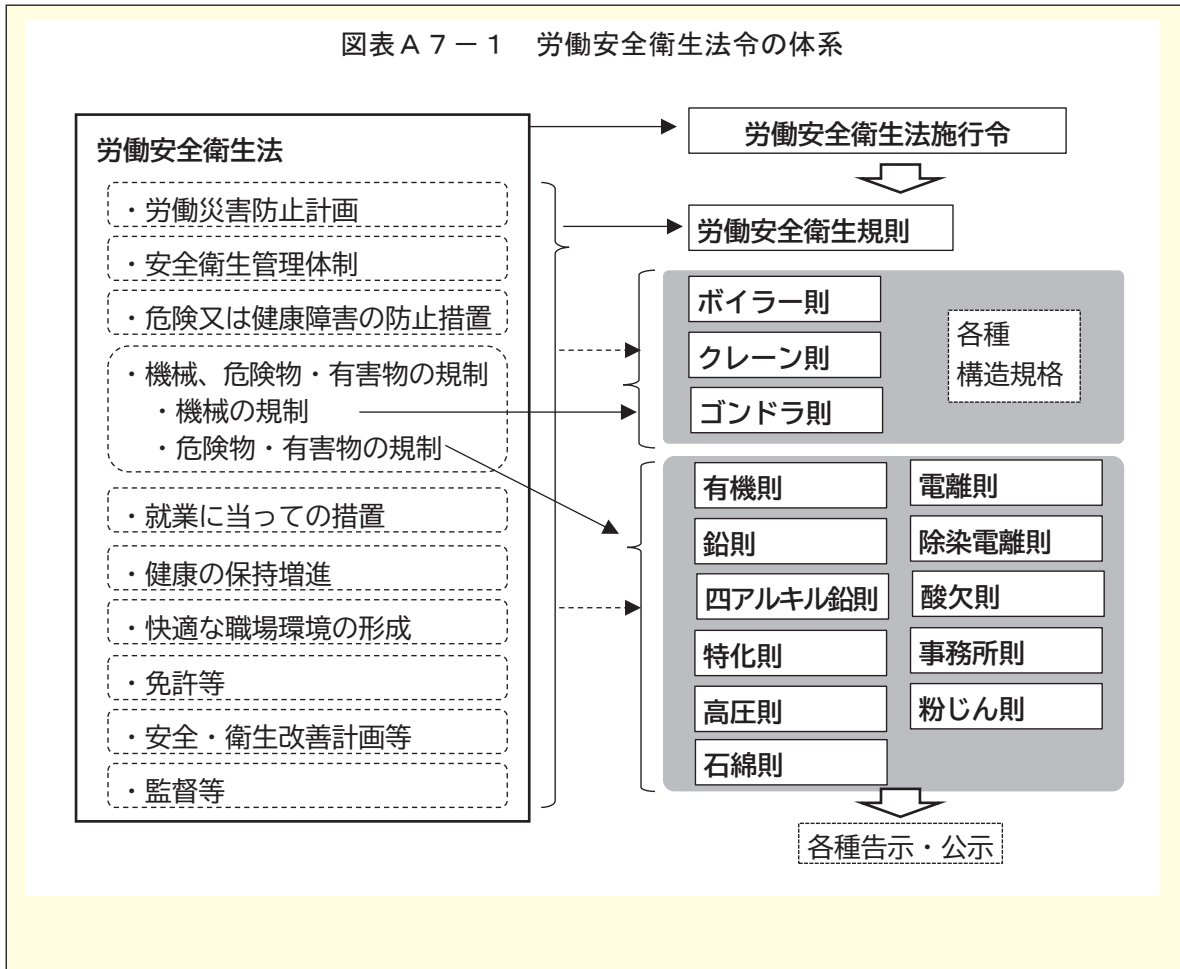 図表A7-1 労働安全衛生法令の体系
労働安全衛生法
・労働災害防止計画
・安全衛生管理体制
・危険又は健康障害の防止措置
・機械、危険物・有害物の規制
・機械の規制
・危険物・有害物の規制
・就業に当っての措置
・健康の保持増進
・快適な職場環境の形成
・免許等
・安全・衛生改善計画等
・監督等
労働安全衛生法施行令
労働安全衛生規則
ボイラー則
クレーン則
ゴンドラ則
各種
構造規格
有機則
鉛則
四アルキル鉛則
特化則
高圧則
石綿則
電離則
除染電離則
酸欠則
事務所則
粉じん則
各種告示・公示